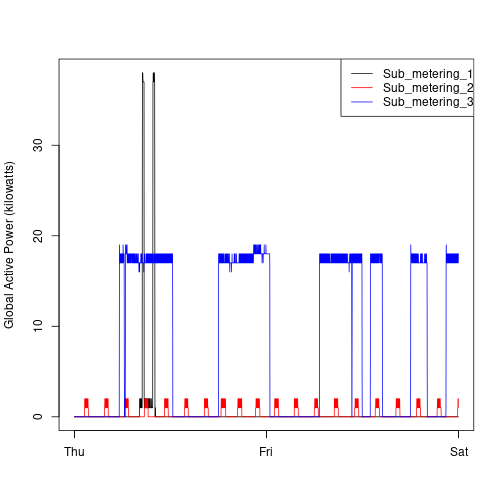 Sub_metering_1
Sub_metering_2
Sub_metering_3
Global Active Power (kilowatts)
30
20
10
0
Thu Fri Sat